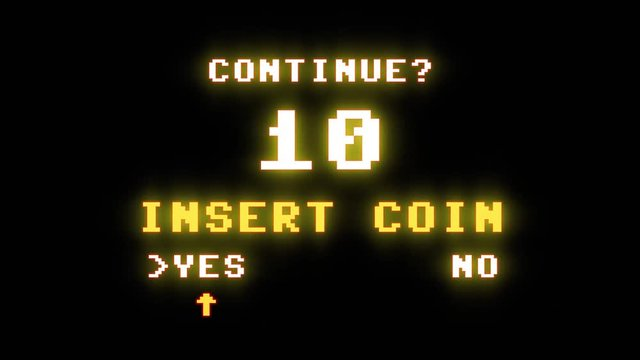 CONTINUE?
10
INSERT COIN
>YES NO